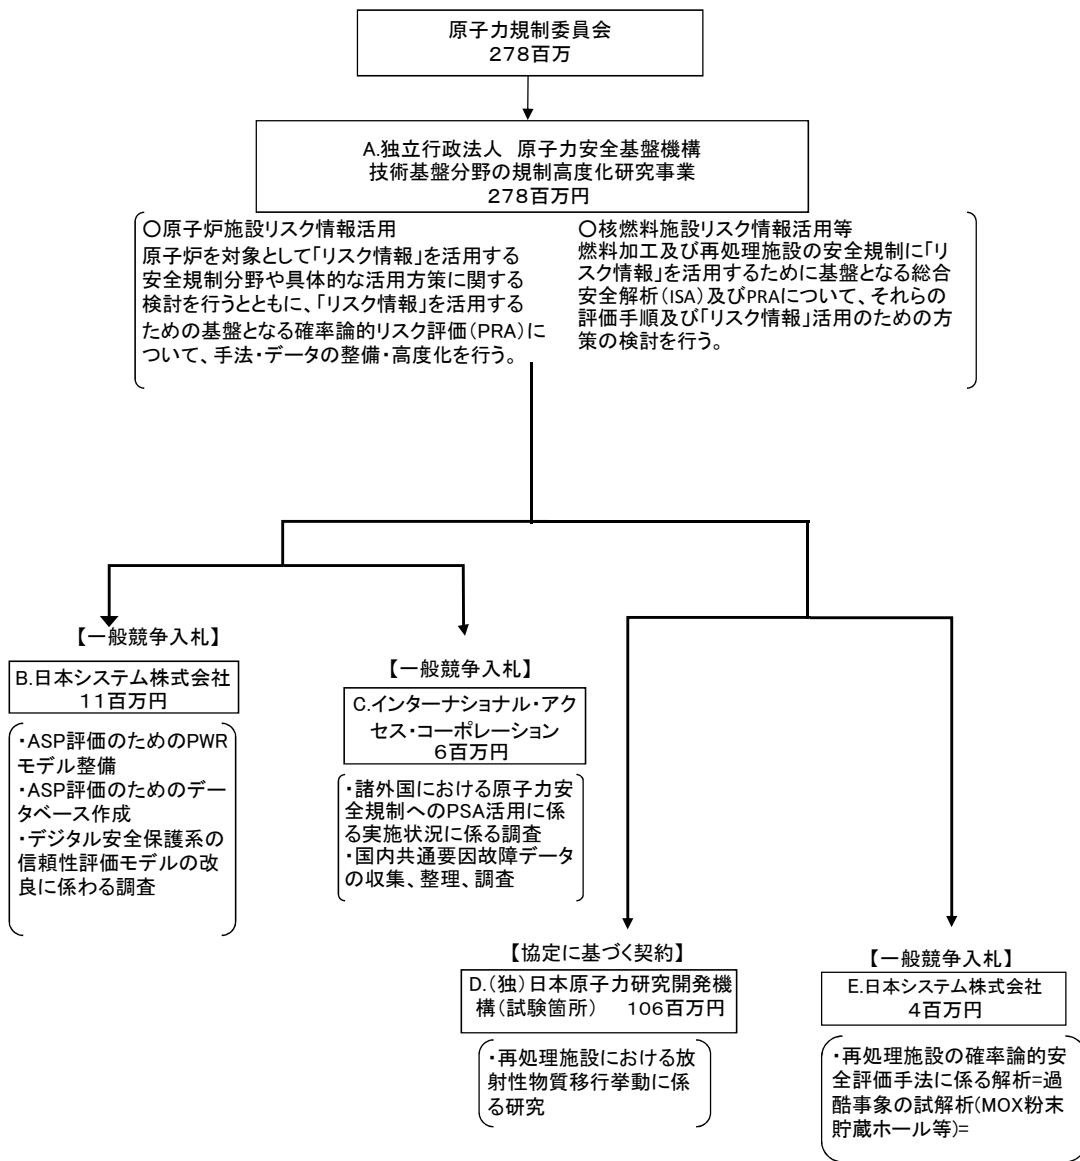 原子力規制委員会
２７８百万
A.独立行政法人　原子力安全基盤機構
技術基盤分野の規制高度化研究事業
２７８百万円
○原子炉施設リスク情報活用
原子炉を対象として「リスク情報」を活用する
安全規制分野や具体的な活用方策に関する
検討を行うとともに、「リスク情報」を活用する
ための基盤となる確率論的リスク評価（PRA）に
ついて、手法・データの整備・高度化を行う。
○核燃料施設リスク情報活用等
燃料加工及び再処理施設の安全規制に「リ
スク情報」を活用するために基盤となる総合
安全解析（ISA）及びPRAについて、それらの
評価手順及び「リスク情報」活用のための方
策の検討を行う。
【一般競争入札】
B.日本システム株式会社
１１百万円
・ASP評価のためのPWR
モデル整備
・ASP評価のためのデー
タベース作成
・デジタル安全保護系の
信頼性評価モデルの改
良に係わる調査
【一般競争入札】
C.インターナショナル・アク
セス・コーポレーション
６百万円
・諸外国における原子力安
全規制へのPSA活用に係
る実施状況に係る調査
・国内共通要因故障データ
の収集、整理、調査
【協定に基づく契約】
D.（独）日本原子力研究開発機
構（試験箇所）　106百万円
・再処理施設における放
射性物質移行挙動に係
る研究
【一般競争入札】
E.日本システム株式会社
４百万円
・再処理施設の確率論的安
全評価手法に係る解析=過
酷事象の試解析(MOX粉末
貯蔵ホール等)=